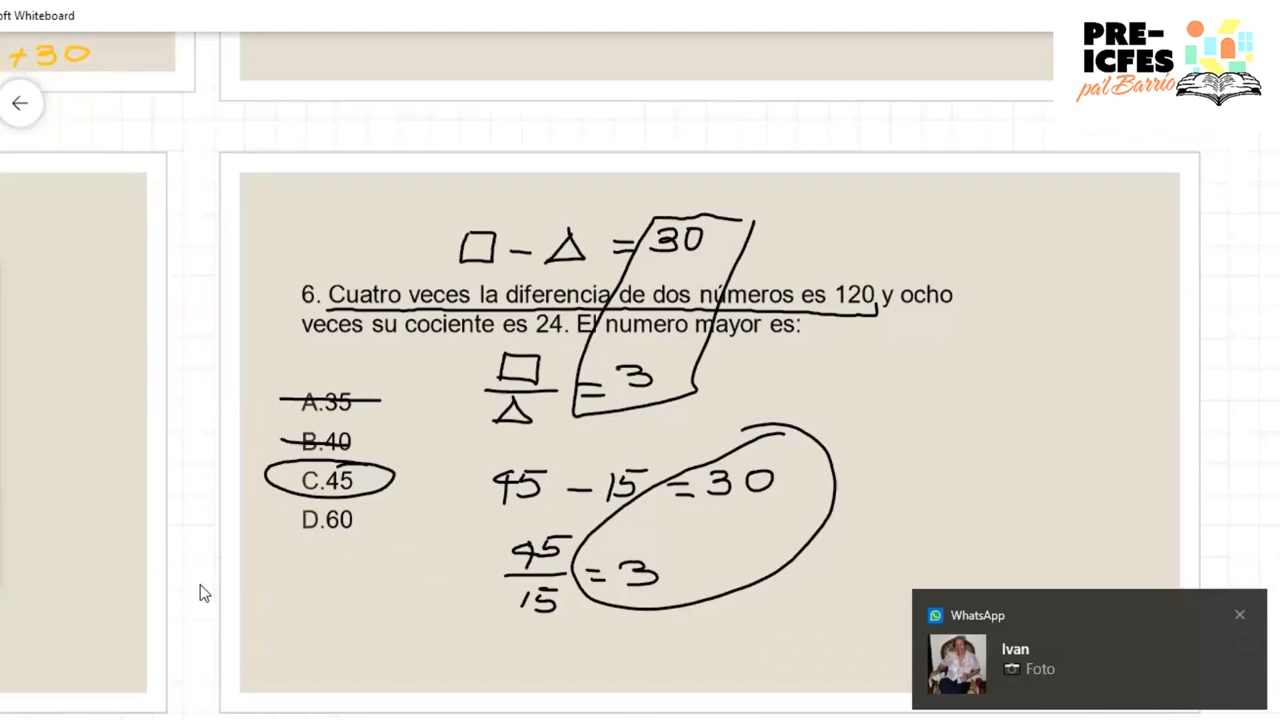 oft Whiteboard
+30
PRE-
ICFES
pa'l Barrio
□ - △ = 30
6. Cuatro veces la diferencia de dos números es 120 y ocho
veces su cociente es 24. El numero mayor es:
□/△ = 3
A.35
B.40
C.45
D.60
45 - 15 = 30
45/15 = 3
WhatsApp
Ivan
Foto